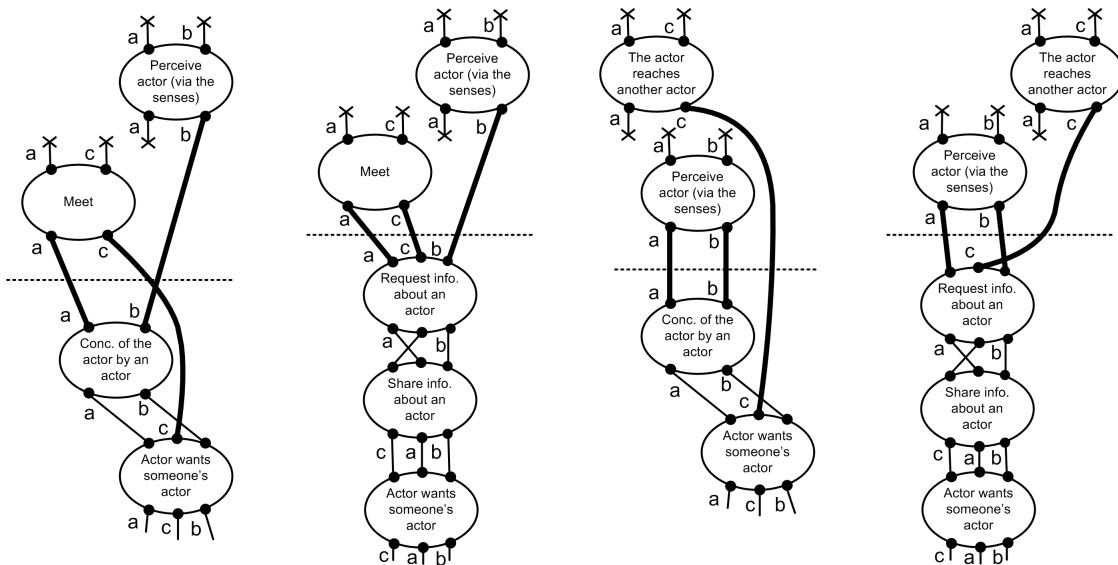 a b
Perceive
actor (via the
senses)
a b
a c
Meet
a c
a b
Conc. of the
actor by an
actor
a b
c
Actor wants
someone's
actor
a c b
a b
Perceive
actor (via the
senses)
a b
a c
Meet
a c b
a
Request info.
about an
actor
a b
Share info.
about an
actor
c a b
Actor wants
someone's
actor
c a b
a c
The actor
reaches
another actor
a c
a b
Perceive
actor (via the
senses)
a b
a b
Conc. of the
actor by an
actor
a b
c
Actor wants
someone's
actor
a c b
a c
The actor
reaches
another actor
a c
a b
Perceive
actor (via the
senses)
a b
c
Request info.
about an
actor
a b
Share info.
about an
actor
c a b
Actor wants
someone's
actor
c a b